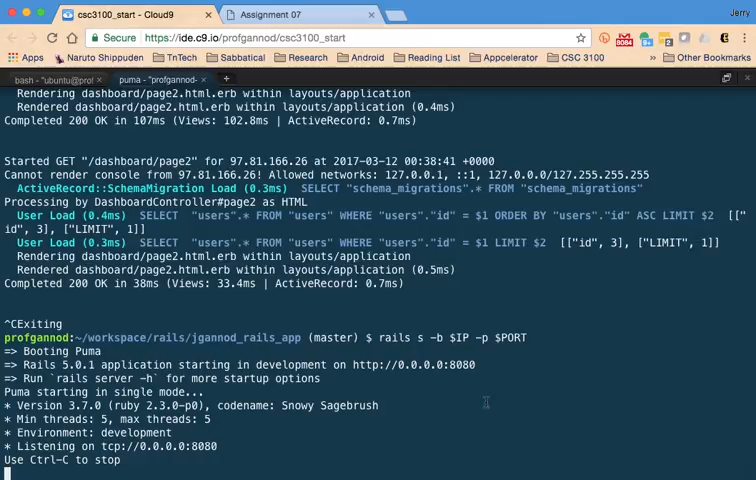 csc3100_start - Cloud9
Assignment 07
Jerry
Secure
https://ide.c9.io/profgannod/csc3100_start
8084
9+
2
Apps
Naruto Shippuden
TnTech
Sabbatical
Research
Android
Reading List
Appcelerator
CSC 3100
»
Other Bookmarks
bash - "ubuntu@prof
puma - "profgannod-
Rendering dashboard/page2.html.erb within layouts/application
Rendered dashboard/page2.html.erb within layouts/application (0.4ms)
Completed 200 OK in 107ms (Views: 102.8ms | ActiveRecord: 0.7ms)
Started GET "/dashboard/page2" for 97.81.166.26 at 2017-03-12 00:38:41 +0000
Cannot render console from 97.81.166.26! Allowed networks: 127.0.0.1, ::1, 127.0.0.0/127.255.255.255
ActiveRecord::SchemaMigration Load (0.3ms) SELECT "schema_migrations".* FROM "schema_migrations"
Processing by DashboardController#page2 as HTML
User Load (0.4ms) SELECT "users".* FROM "users" WHERE "users"."id" = $1 ORDER BY "users"."id" ASC LIMIT $2 [["
id", 3], ["LIMIT", 1]]
User Load (0.3ms) SELECT "users".* FROM "users" WHERE "users"."id" = $1 LIMIT $2 [["id", 3], ["LIMIT", 1]]
Rendering dashboard/page2.html.erb within layouts/application
Rendered dashboard/page2.html.erb within layouts/application (0.5ms)
Completed 200 OK in 38ms (Views: 33.4ms | ActiveRecord: 0.7ms)
^CExiting
profgannod:~/workspace/rails/jgannod_rails_app (master) $ rails s -b $IP -p $PORT
=> Booting Puma
=> Rails 5.0.1 application starting in development on http://0.0.0.0:8080
=> Run `rails server -h` for more startup options
Puma starting in single mode...
* Version 3.7.0 (ruby 2.3.0-p0), codename: Snowy Sagebrush
* Min threads: 5, max threads: 5
* Environment: development
* Listening on tcp://0.0.0.0:8080
Use Ctrl-C to stop